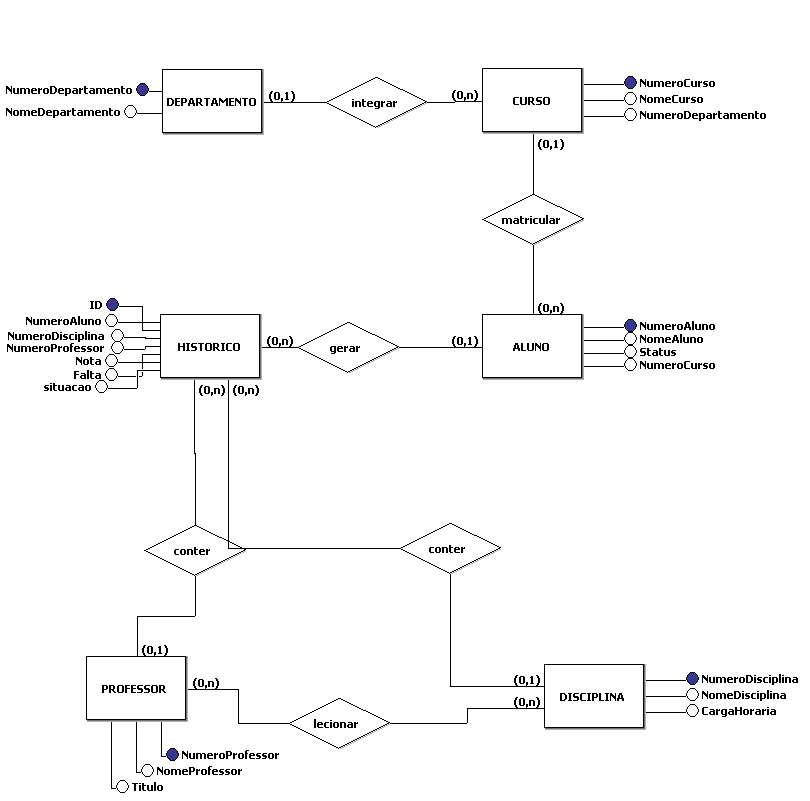 NumeroDepartamento
NomeDepartamento
DEPARTAMENTO
(0,1)
integrar
(0,n)
CURSO
NumeroCurso
NomeCurso
NumeroDepartamento
(0,1)
matricular
(0,n)
ID
NumeroAluno
NumeroDisciplina
NumeroProfessor
Nota
Falta
situacao
HISTORICO
(0,n)
gerar
(0,1)
ALUNO
NumeroAluno
NomeAluno
Status
NumeroCurso
(0,n)
(0,n)
conter
conter
(0,1)
PROFESSOR
(0,n)
lecionar
(0,1)
(0,n)
DISCIPLINA
NumeroDisciplina
NomeDisciplina
CargaHoraria
NumeroProfessor
NomeProfessor
Titulo